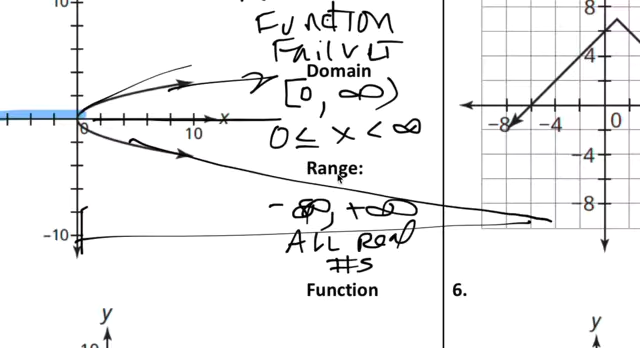 10
FUNCTION
FAILVLT
Domain
[0, ∞)
0 ≤ x < ∞
0
10
x
Range:
-∞, +∞
ALL Real
#s
-10
Function
y
10
8
4
-8
-4
0
-4
-8
6.
y